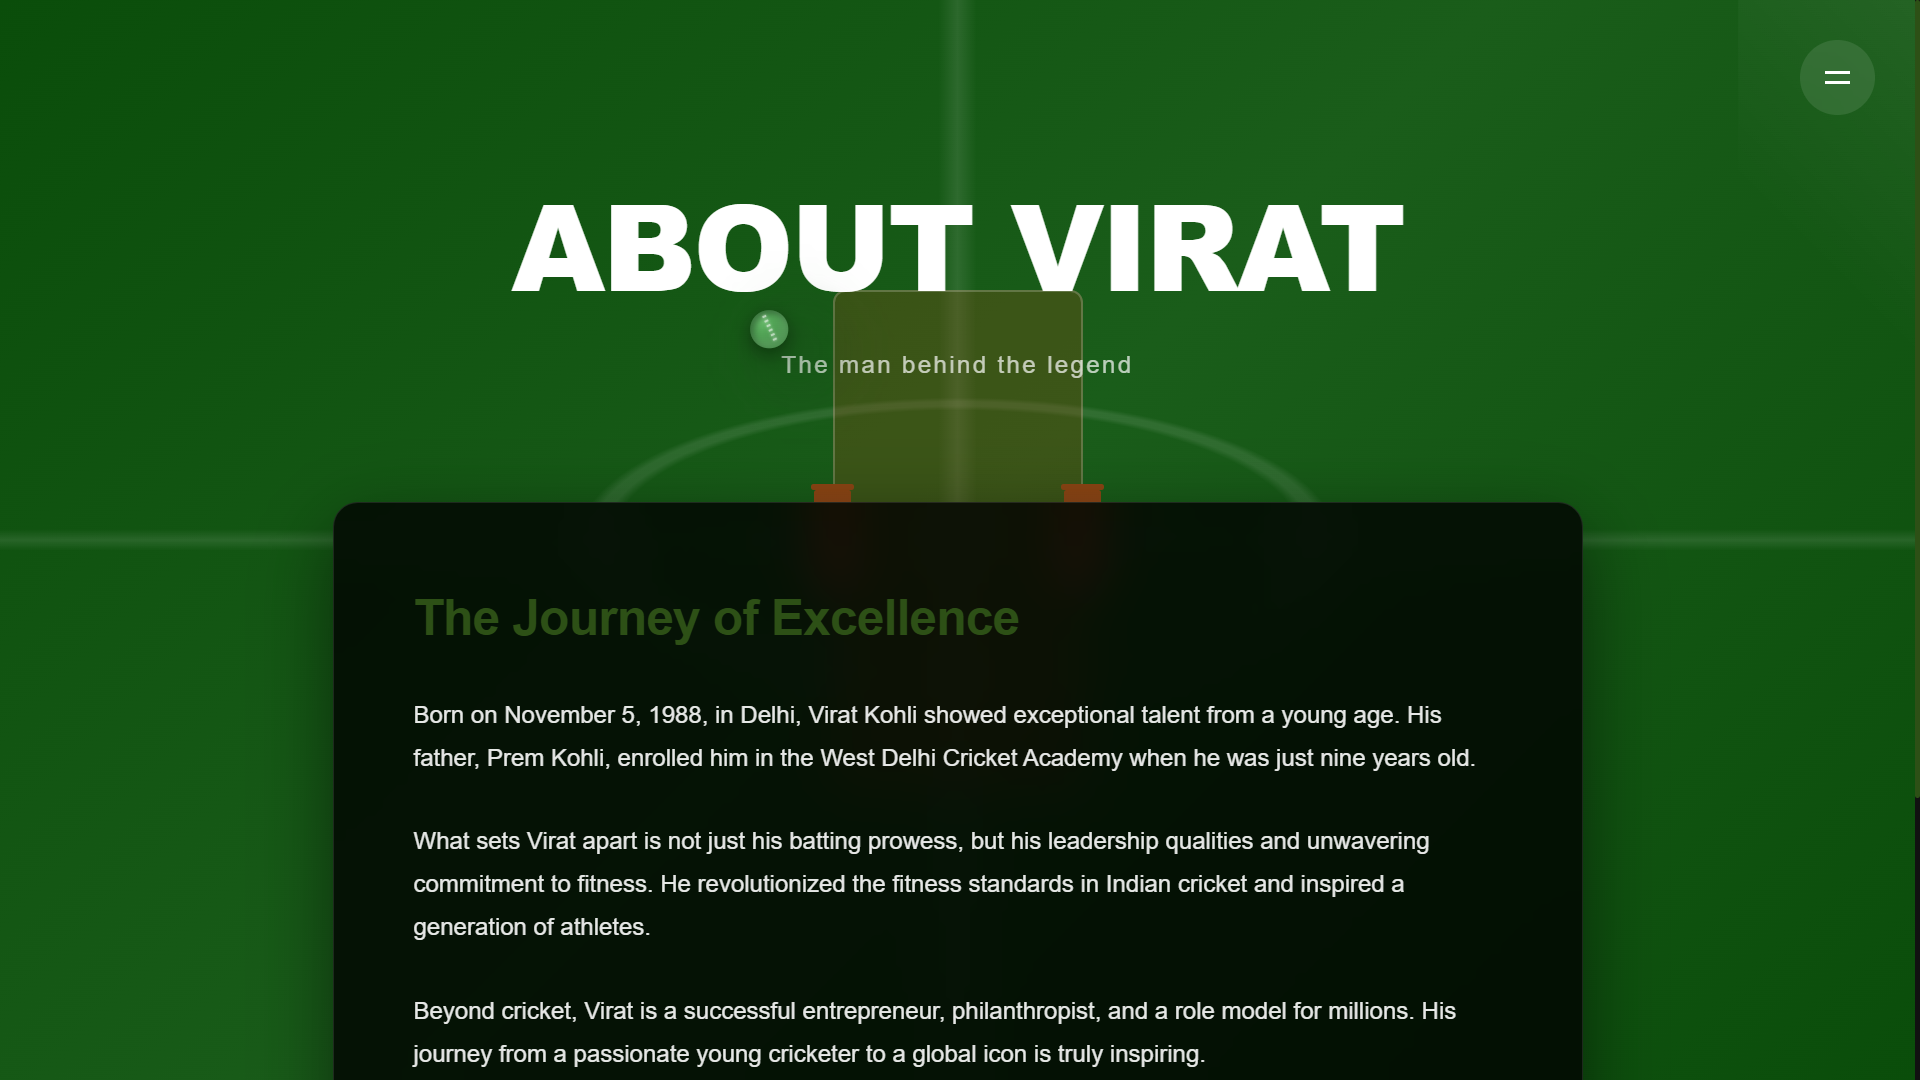 ABOUT VIRAT
The man behind the legend
The Journey of Excellence
Born on November 5, 1988, in Delhi, Virat Kohli showed exceptional talent from a young age. His
father, Prem Kohli, enrolled him in the West Delhi Cricket Academy when he was just nine years old.
What sets Virat apart is not just his batting prowess, but his leadership qualities and unwavering
commitment to fitness. He revolutionized the fitness standards in Indian cricket and inspired a
generation of athletes.
Beyond cricket, Virat is a successful entrepreneur, philanthropist, and a role model for millions. His
journey from a passionate young cricketer to a global icon is truly inspiring.